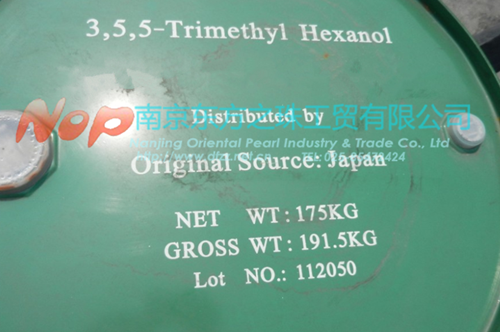 3,5,5-Trimethyl Hexanol
Nop 南京东方之珠工贸有限公司
Distributed by
Nanjing Oriental Pearl Industry & Trade Co., Ltd
Original Source: Japan
NET WT: 175KG
GROSS WT: 191.5KG
Lot NO.: 112050